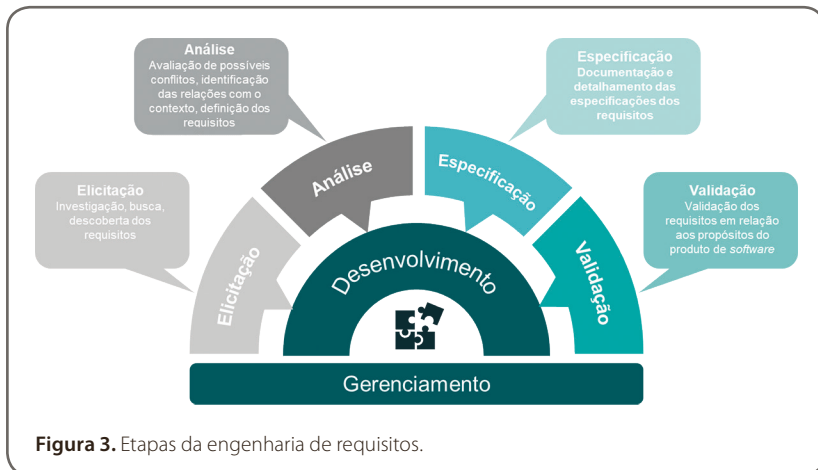 Análise
Avaliação de possíveis
conflitos, identificação
das relações com o
contexto, definição dos
requisitos
Especificação
Documentação e
detalhamento das
especificações dos
requisitos
Elicitação
Investigação, busca,
descoberta dos
requisitos
Validação
Validação dos
requisitos em relação
aos propósitos do
produto de software
Elicitação
Análise
Especificação
Validação
Desenvolvimento
Gerenciamento
Figura 3. Etapas da engenharia de requisitos.